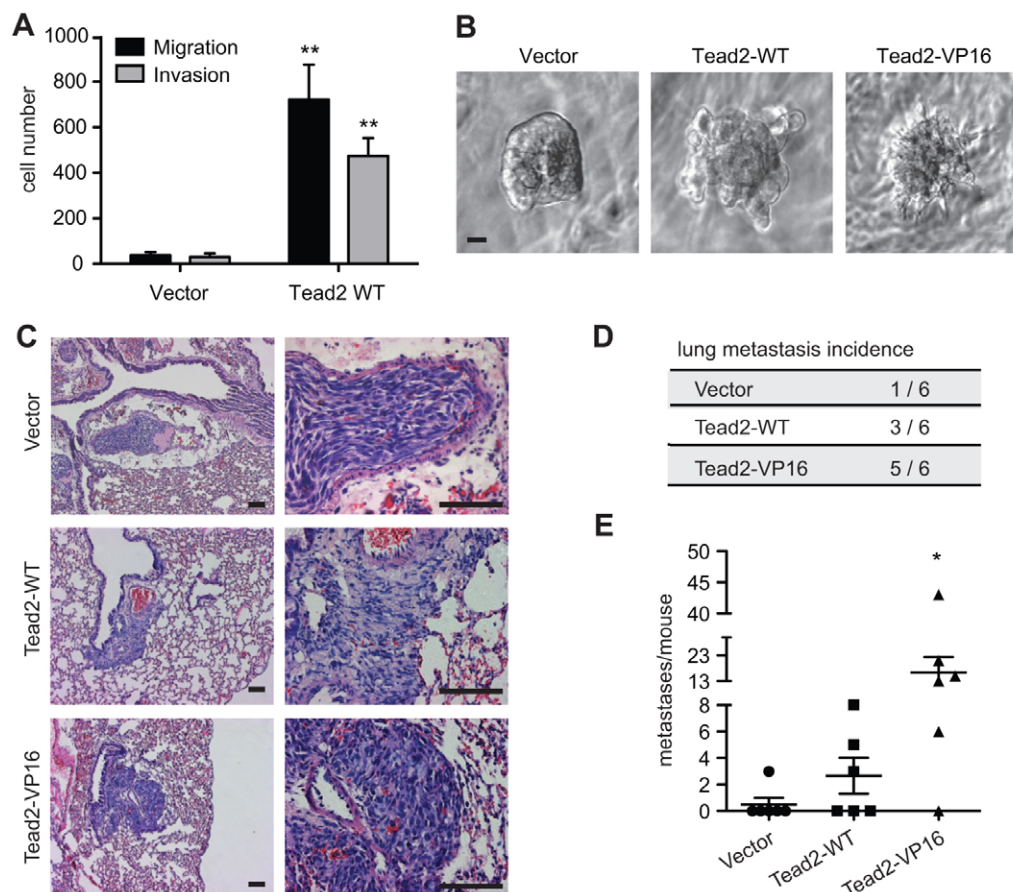 A
1000
800
600
400
200
0
cell number
Migration
Invasion
**
**
Vector
Tead2 WT
B
Vector
Tead2-WT
Tead2-VP16
C
Vector
Tead2-WT
Tead2-VP16
D
lung metastasis incidence
Vector 1 / 6
Tead2-WT 3 / 6
Tead2-VP16 5 / 6
E
metastases/mouse
50
45
40
23
13
8
6
4
2
0
*
Vector
Tead2-WT
Tead2-VP16